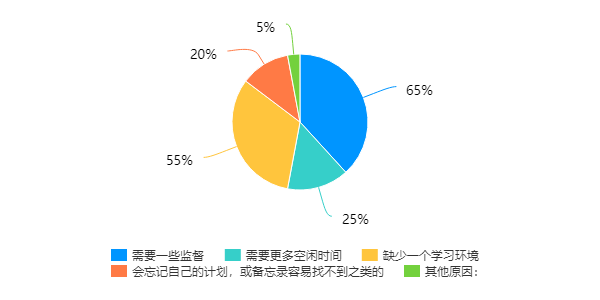 5%
20%
65%
55%
25%
需要一些监督 需要更多空闲时间 缺少一个学习环境
会忘记自己的计划，或备忘录容易找不到之类的 其他原因：